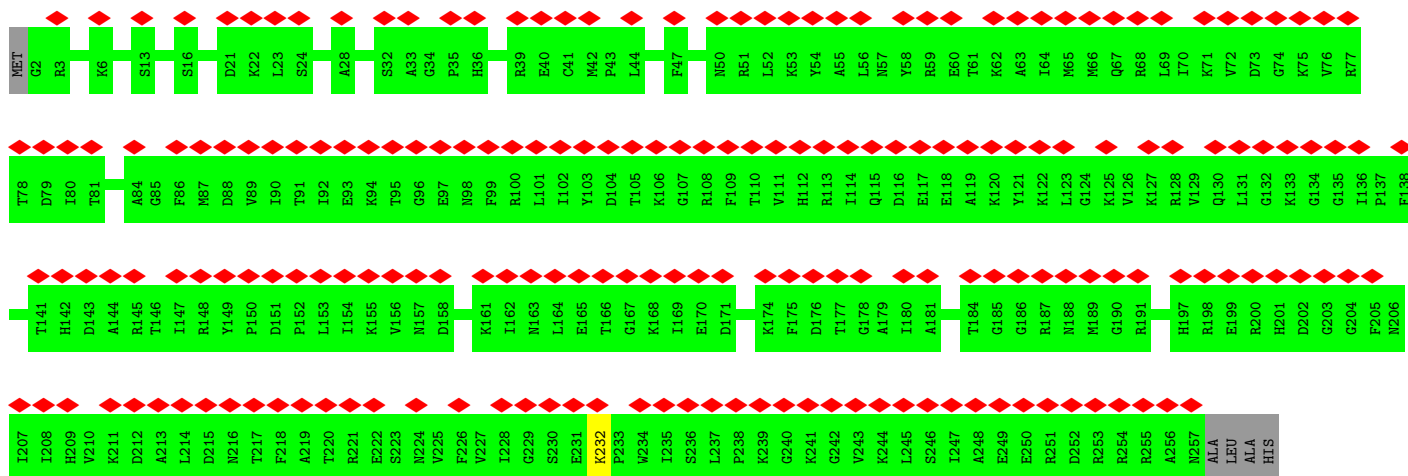 MET G2 R3 K6 S13 S16 D21 K22 L23 S24 A28 S32 A33 G34 P35 H36 R39 E40 C41 M42 P43 L44 F47 N50 R51 L52 K53 Y54 A55 L56 N57 Y58 R59 E60 T61 K62 A63 I64 M65 M66 Q67 R68 L69 I70 K71 V72 D73 G74 K75 V76 R77
T78 D79 I80 T81 A84 G85 F86 M87 D88 V89 I90 T91 I92 E93 K94 T95 G96 E97 N98 F99 R100 L101 I102 Y103 D104 T105 K106 G107 R108 F109 T110 V111 H112 R113 I114 Q115 D116 E117 E118 A119 K120 Y121 K122 L123 G124 K125 V126 K127 R128 V129 Q130 L131 G132 K133 G134 G135 I136 P137 F138
T141 H142 D143 A144 R145 T146 I147 R148 Y149 P150 D151 P152 L153 I154 K155 V156 N157 D158 K161 I162 N163 L164 E165 T166 G167 K168 I169 E170 D171 K174 F175 D176 T177 G178 A179 I180 A181 T184 G185 G186 R187 N188 M189 G190 R191 H197 R198 E199 R200 H201 D202 G203 G204 F205 N206
I207 I208 H209 V210 K211 D212 A213 L214 D215 N216 T217 F218 A219 T220 R221 E222 S223 N224 V225 F226 V227 I228 G229 S230 E231 K232 P233 W234 I235 S236 L237 P238 K239 G240 K241 G242 V243 K244 L245 S246 I247 A248 E249 E250 R251 D252 R253 R254 R255 A256 N257 ALA LEU ALA HIS